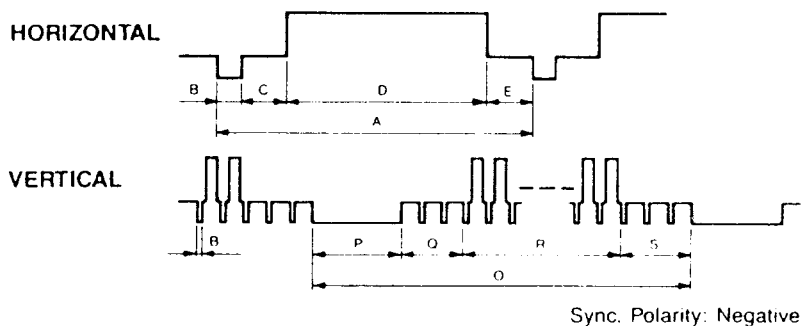 HORIZONTAL
B C D E
A
VERTICAL
B P Q R S
O
Sync. Polarity: Negative